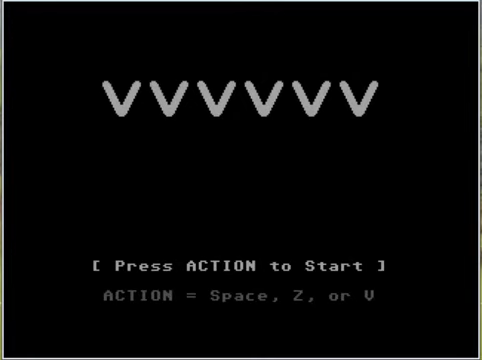 VVVVVV
[ Press ACTION to Start ]
ACTION = Space, Z, or V